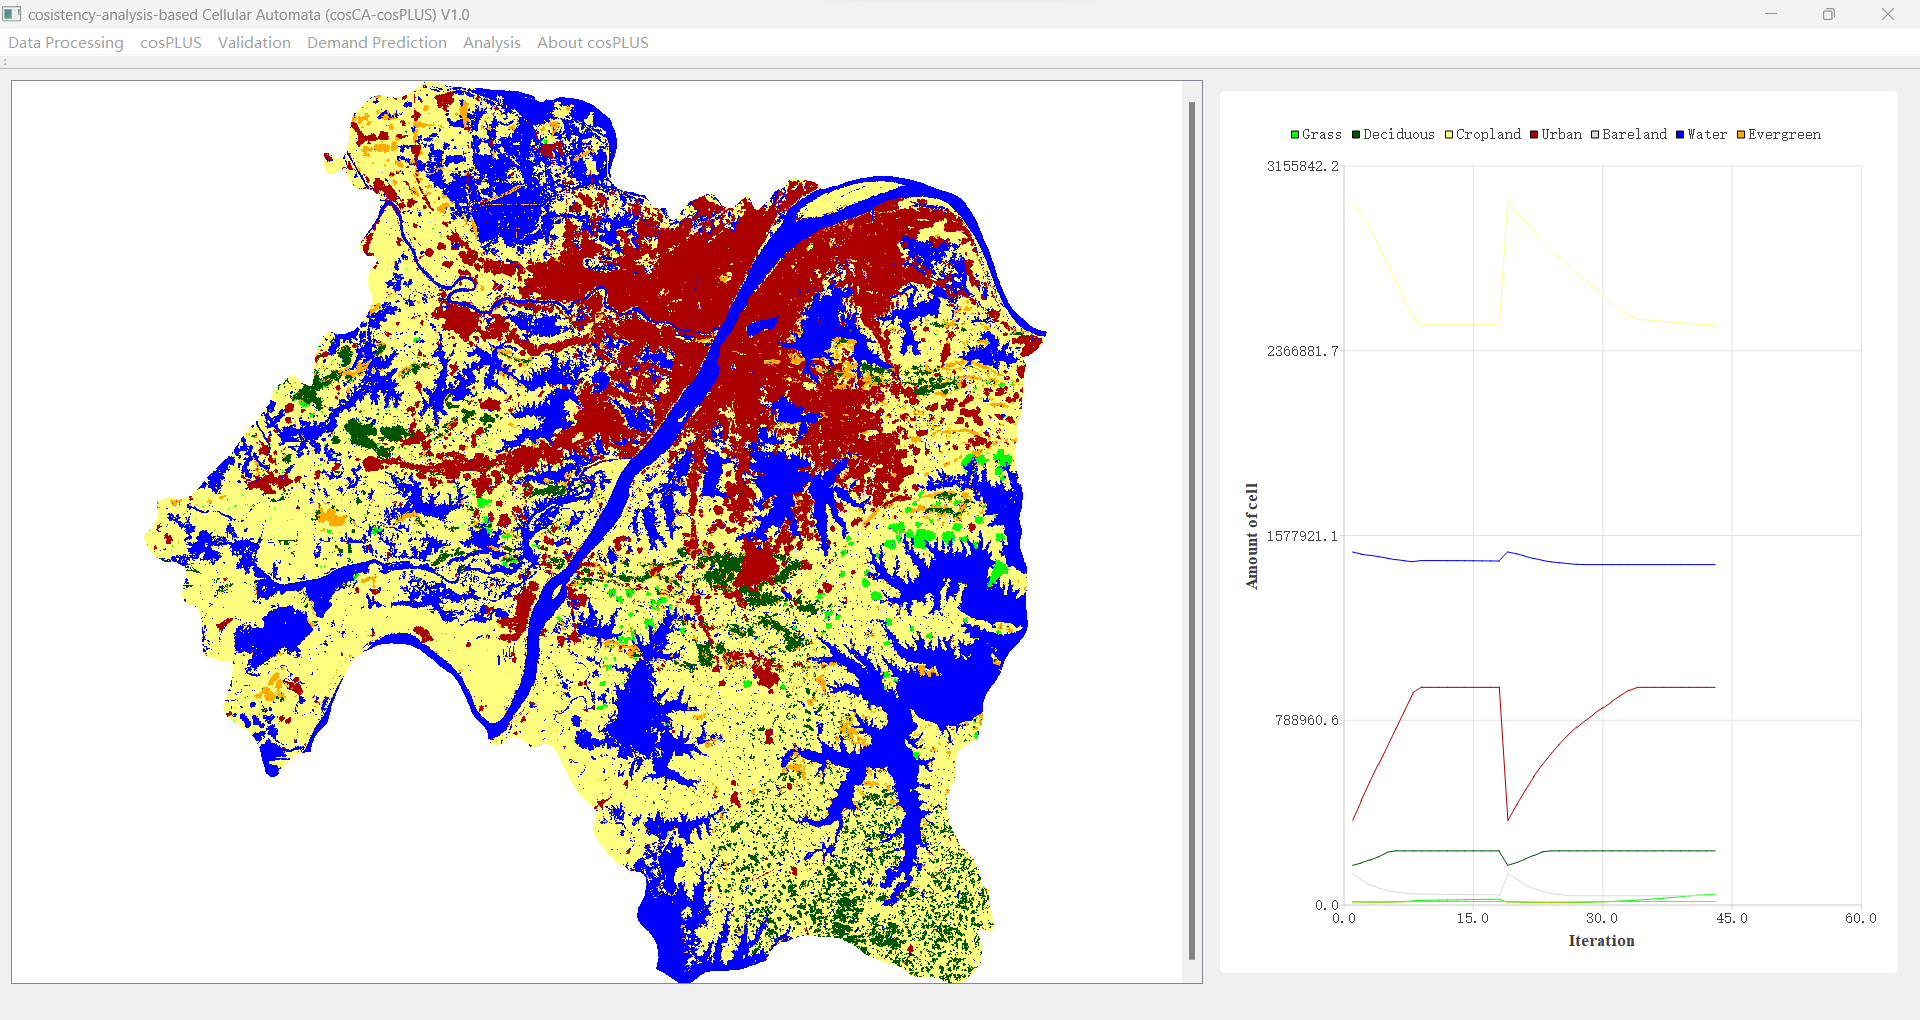 cosistency-analysis-based Cellular Automata (cosCA-cosPLUS) V1.0
Data Processing cosPLUS Validation Demand Prediction Analysis About cosPLUS
Grass Deciduous Cropland Urban Bareland Water Evergreen
3155842.2
2366881.7
1577921.1
788960.6
0.0
Amount of cell
0.0 15.0 30.0 45.0 60.0
Iteration